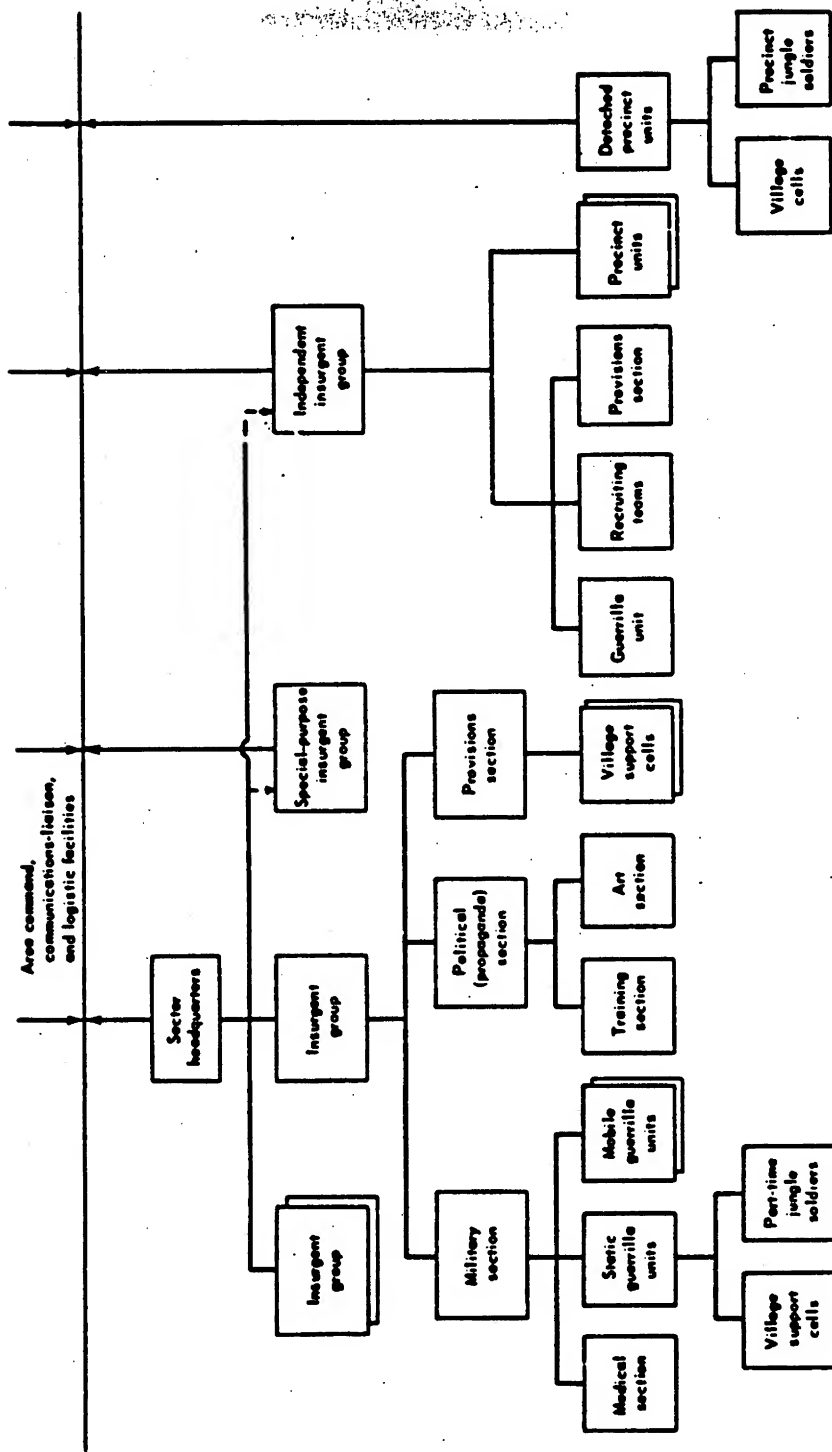 Area command,
communications-liaison,
and logistic facilities
Sector
headquarters
Insurgent
group
Insurgent
group
Special-purpose
insurgent
group
Independent
insurgent
group
Military
section
Political
(propaganda)
section
Provisions
section
Medical
section
Static
guerrilla
units
Mobile
guerrilla
units
Training
section
Art
section
Village
support
cells
Guerrilla
unit
Recruiting
teams
Provisions
section
Precinct
units
Detached
precinct
units
Village
support
cells
Part-time
jungle
soldiers
Village
cells
Precinct
jungle
soldiers